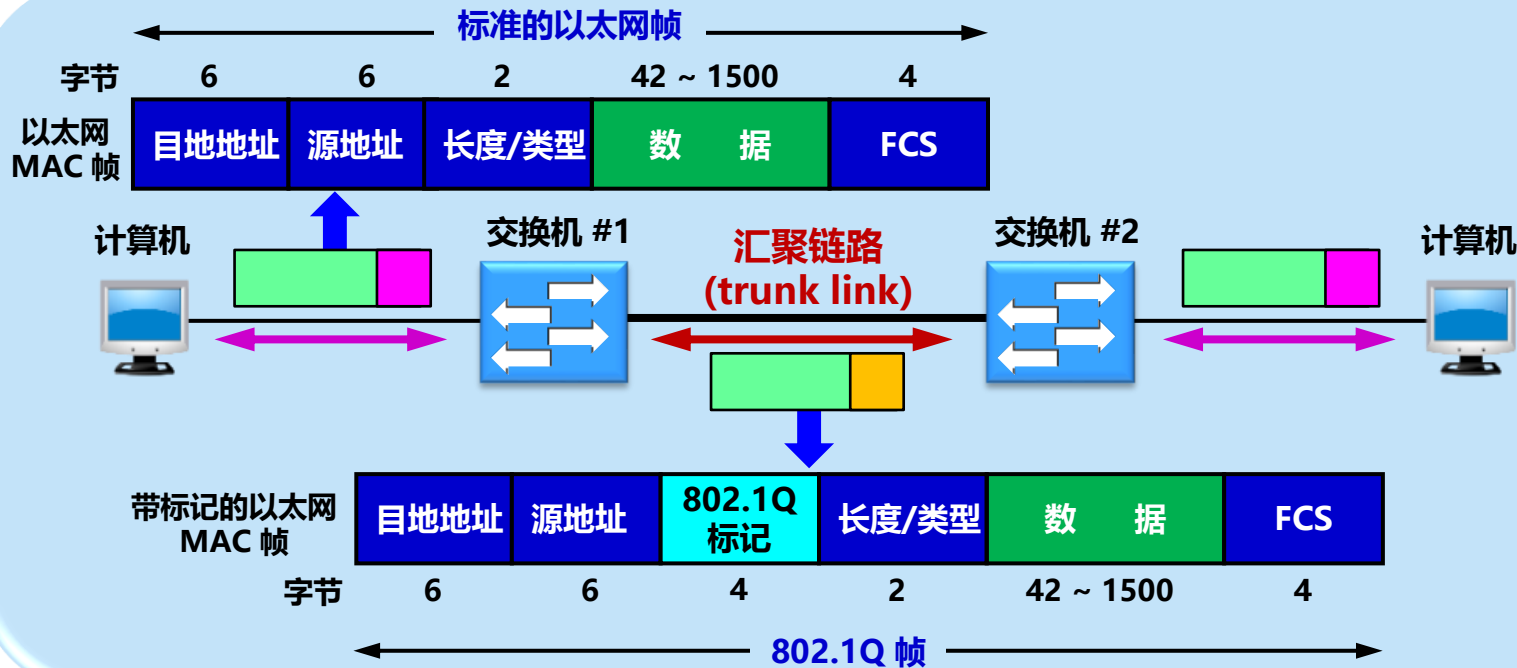 标准的以太网帧
字节 6 6 2 42 ~ 1500 4
以太网
MAC 帧
目地地址 源地址 长度/类型 数 据 FCS
计算机
交换机 #1
汇聚链路
(trunk link)
交换机 #2
计算机
带标记的以太网
MAC 帧
目地地址 源地址 802.1Q
标记 长度/类型 数 据 FCS
字节 6 6 4 2 42 ~ 1500 4
802.1Q 帧